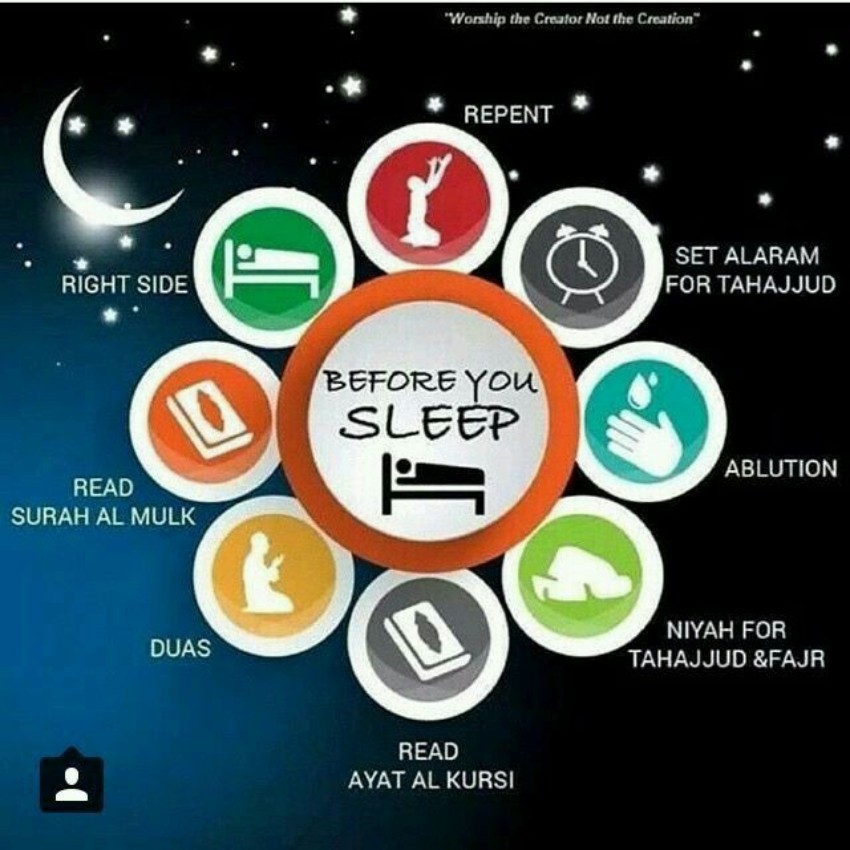 "Worship the Creator Not the Creation"
REPENT
SET ALARAM
FOR TAHAJJUD
RIGHT SIDE
BEFORE YOU
SLEEP
ABLUTION
READ
SURAH AL MULK
NIYAH FOR
TAHAJJUD &FAJR
DUAS
READ
AYAT AL KURSI